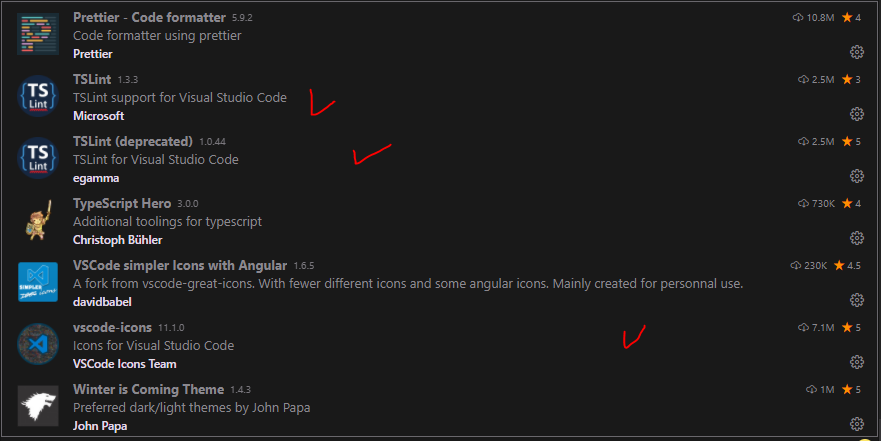 Prettier - Code formatter 5.9.2 10.8M 4
Code formatter using prettier
Prettier
TS Lint
TSLint 1.3.3 2.5M 3
TSLint support for Visual Studio Code
Microsoft
TS Lint
TSLint (deprecated) 1.0.44 2.5M 5
TSLint for Visual Studio Code
egamma
TypeScript Hero 3.0.0 730K 4
Additional toolings for typescript
Christoph Bühler
SIMPLER
VSCode simpler Icons with Angular 1.6.5 230K 4.5
A fork from vscode-great-icons. With fewer different icons and some angular icons. Mainly created for personnal use.
davidbabel
vscode-icons 11.1.0 7.1M 5
Icons for Visual Studio Code
VSCode Icons Team
Winter is Coming Theme 1.4.3 1M 5
Preferred dark/light themes by John Papa
John Papa